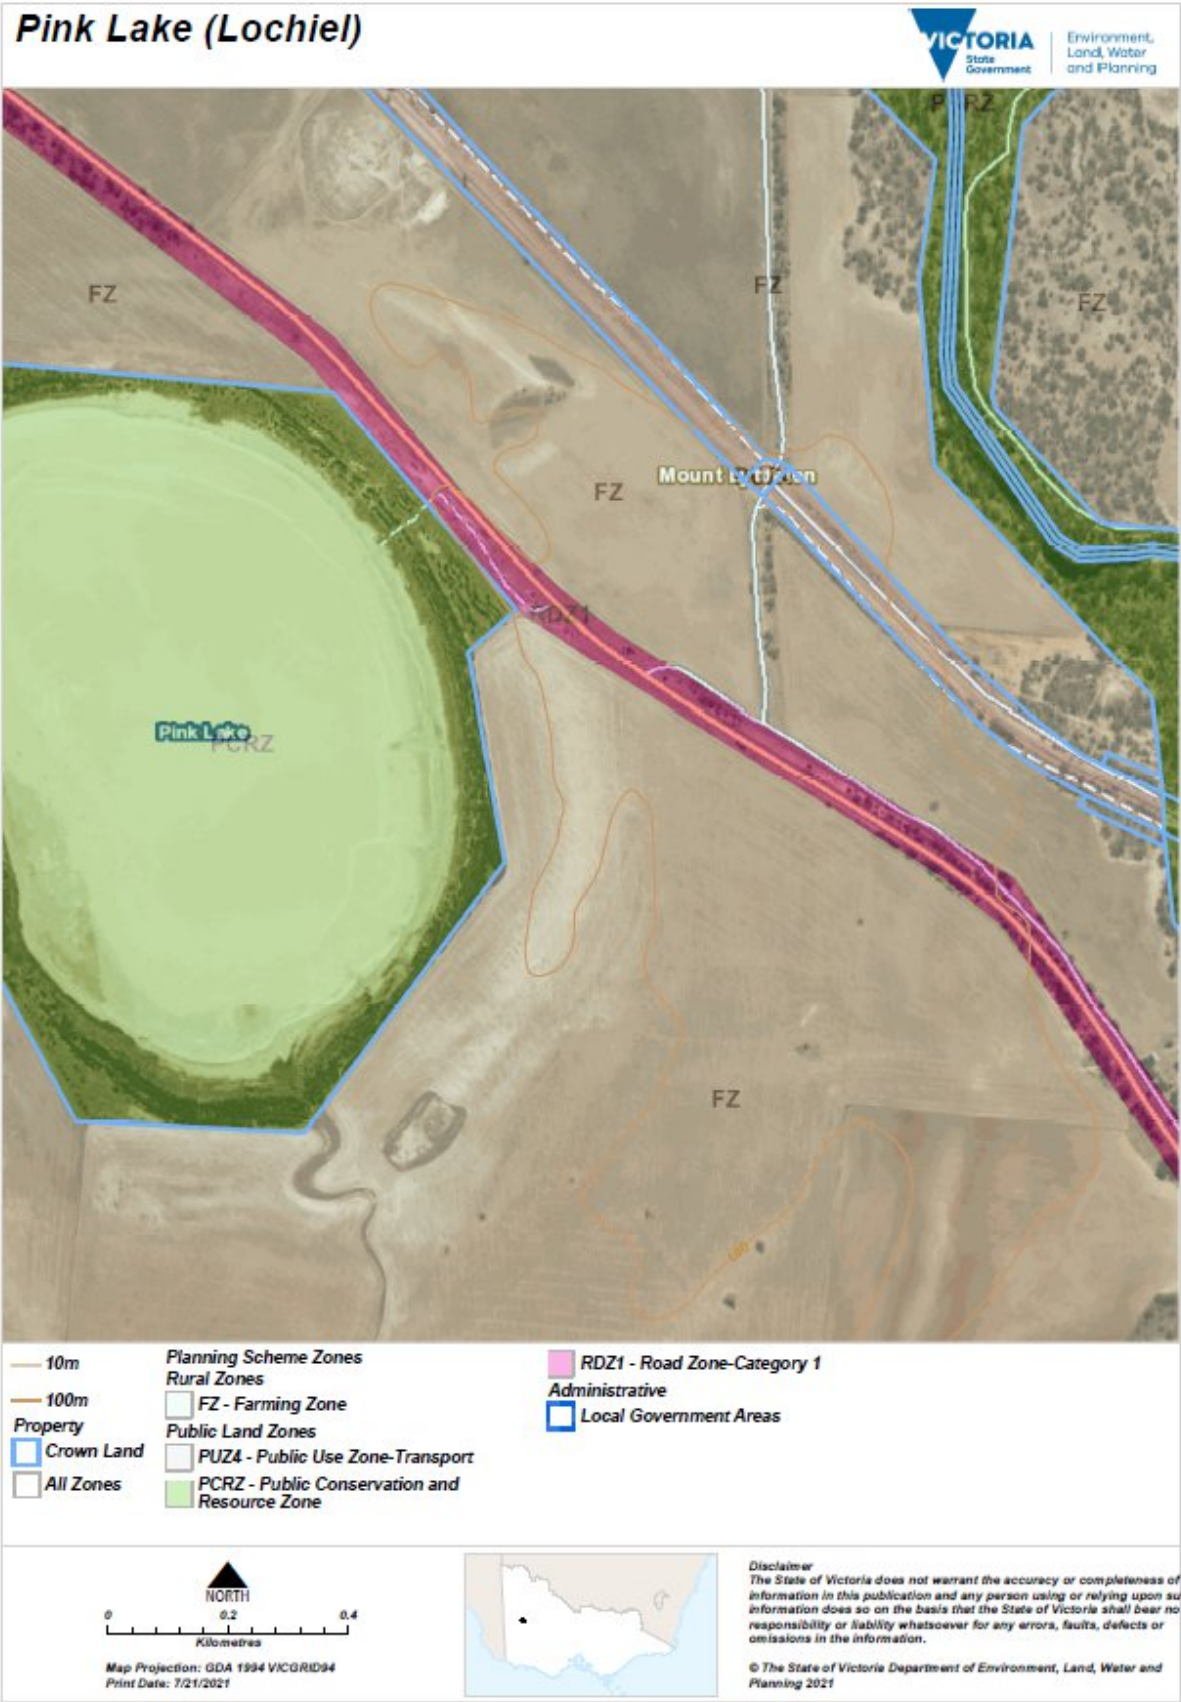 Pink Lake (Lochiel)
VICTORIA
State
Government
Environment,
Land, Water
and Planning
FZ
FZ
FZ
FZ
Mount
RDZ1
Pink Lake
PCRZ
FZ
10m
100m
Property
Crown Land
All Zones
Planning Scheme Zones
Rural Zones
FZ - Farming Zone
Public Land Zones
PUZ4 - Public Use Zone-Transport
PCRZ - Public Conservation and
Resource Zone
RDZ1 - Road Zone-Category 1
Administrative
Local Government Areas
NORTH
0 0.2 0.4
Kilometres
Map Projection: GDA 1994 VICGRID94
Print Date: 7/21/2021
Disclaimer
The State of Victoria does not warrant the accuracy or completeness of
information in this publication and any person using or relying upon su
information does so on the basis that the State of Victoria shall bear no
responsibility or liability whatsoever for any errors, faults, defects or
omissions in the information.
© The State of Victoria Department of Environment, Land, Water and
Planning 2021